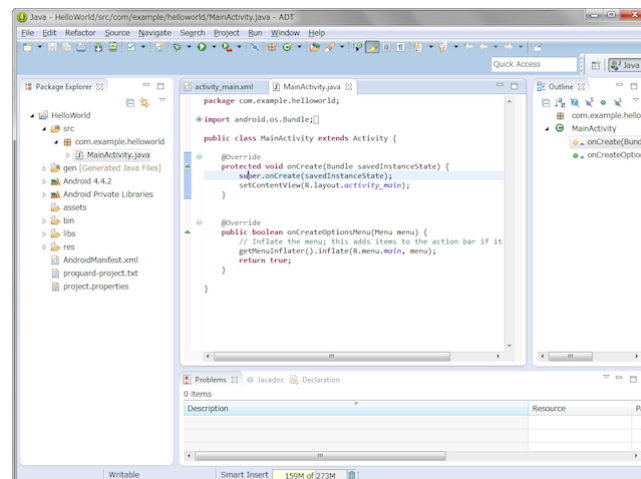 Java - HelloWorld/src/com/example/helloworld/MainActivity.java - ADT
File Edit Refactor Source Navigate Search Project Run Window Help
Quick Access
Java
Package Explorer
HelloWorld
src
com.example.helloworld
MainActivity.java
gen [Generated Java Files]
Android 4.4.2
Android Private Libraries
assets
bin
libs
res
AndroidManifest.xml
proguard-project.txt
project.properties
activity_main.xml MainActivity.java
package com.example.helloworld;
import android.os.Bundle;
public class MainActivity extends Activity {
@Override
protected void onCreate(Bundle savedInstanceState) {
super.onCreate(savedInstanceState);
setContentView(R.layout.activity_main);
}
@Override
public boolean onCreateOptionsMenu(Menu menu) {
// Inflate the menu; this adds items to the action bar if it
getMenuInflater().inflate(R.menu.main, menu);
return true;
}
}
Outline
com.example.hellow
MainActivity
onCreate(Bund
onCreateOptio
Problems @ Javadoc Declaration
0 items
Description Resource Pa
Writable Smart Insert 159M of 273M